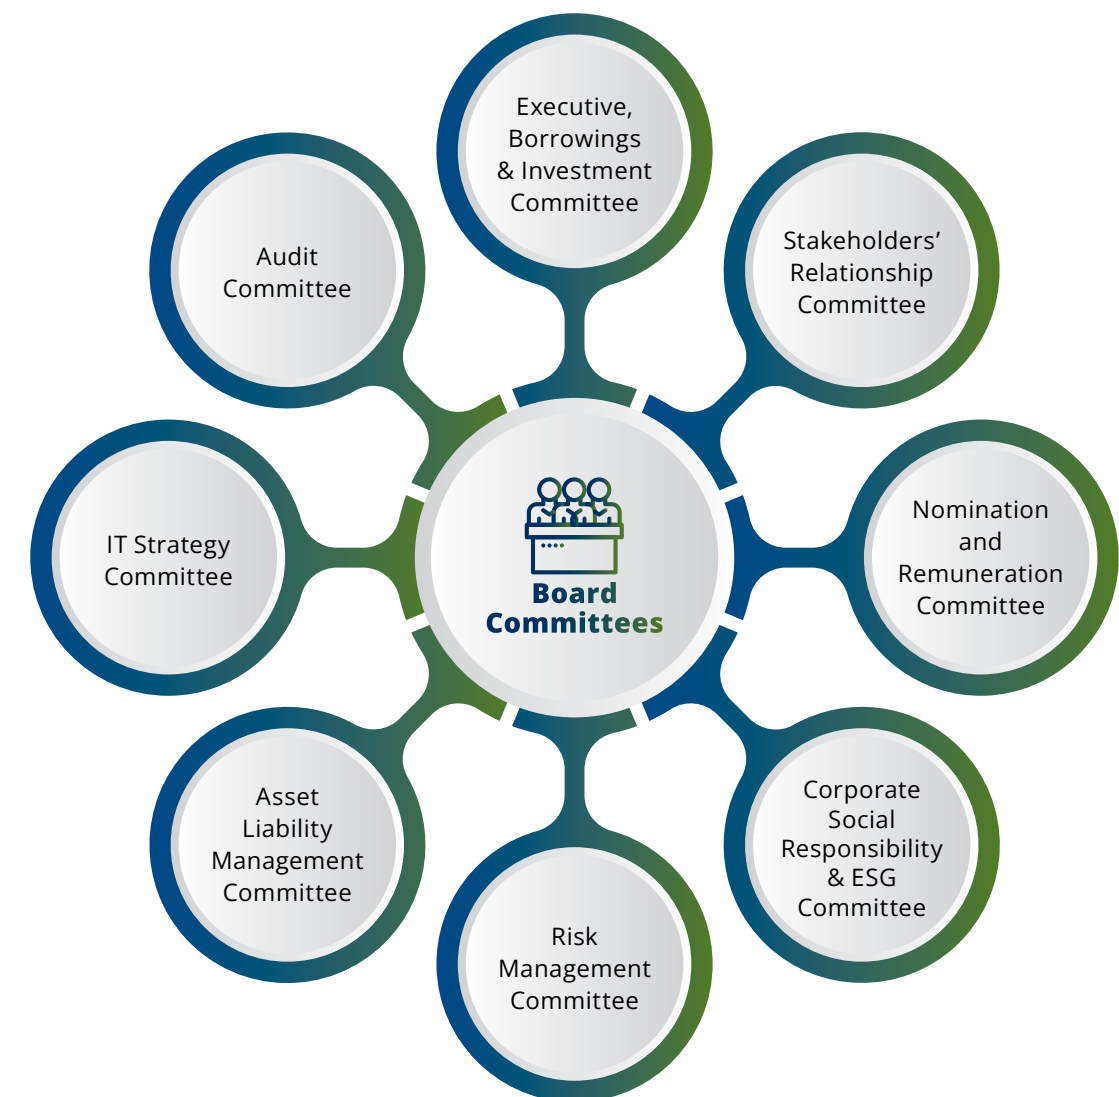 Executive,
Borrowings
& Investment
Committee
Stakeholders’
Relationship
Committee
Nomination
and
Remuneration
Committee
Corporate
Social
Responsibility
& ESG
Committee
Risk
Management
Committee
Asset
Liability
Management
Committee
IT Strategy
Committee
Audit
Committee
Board
Committees